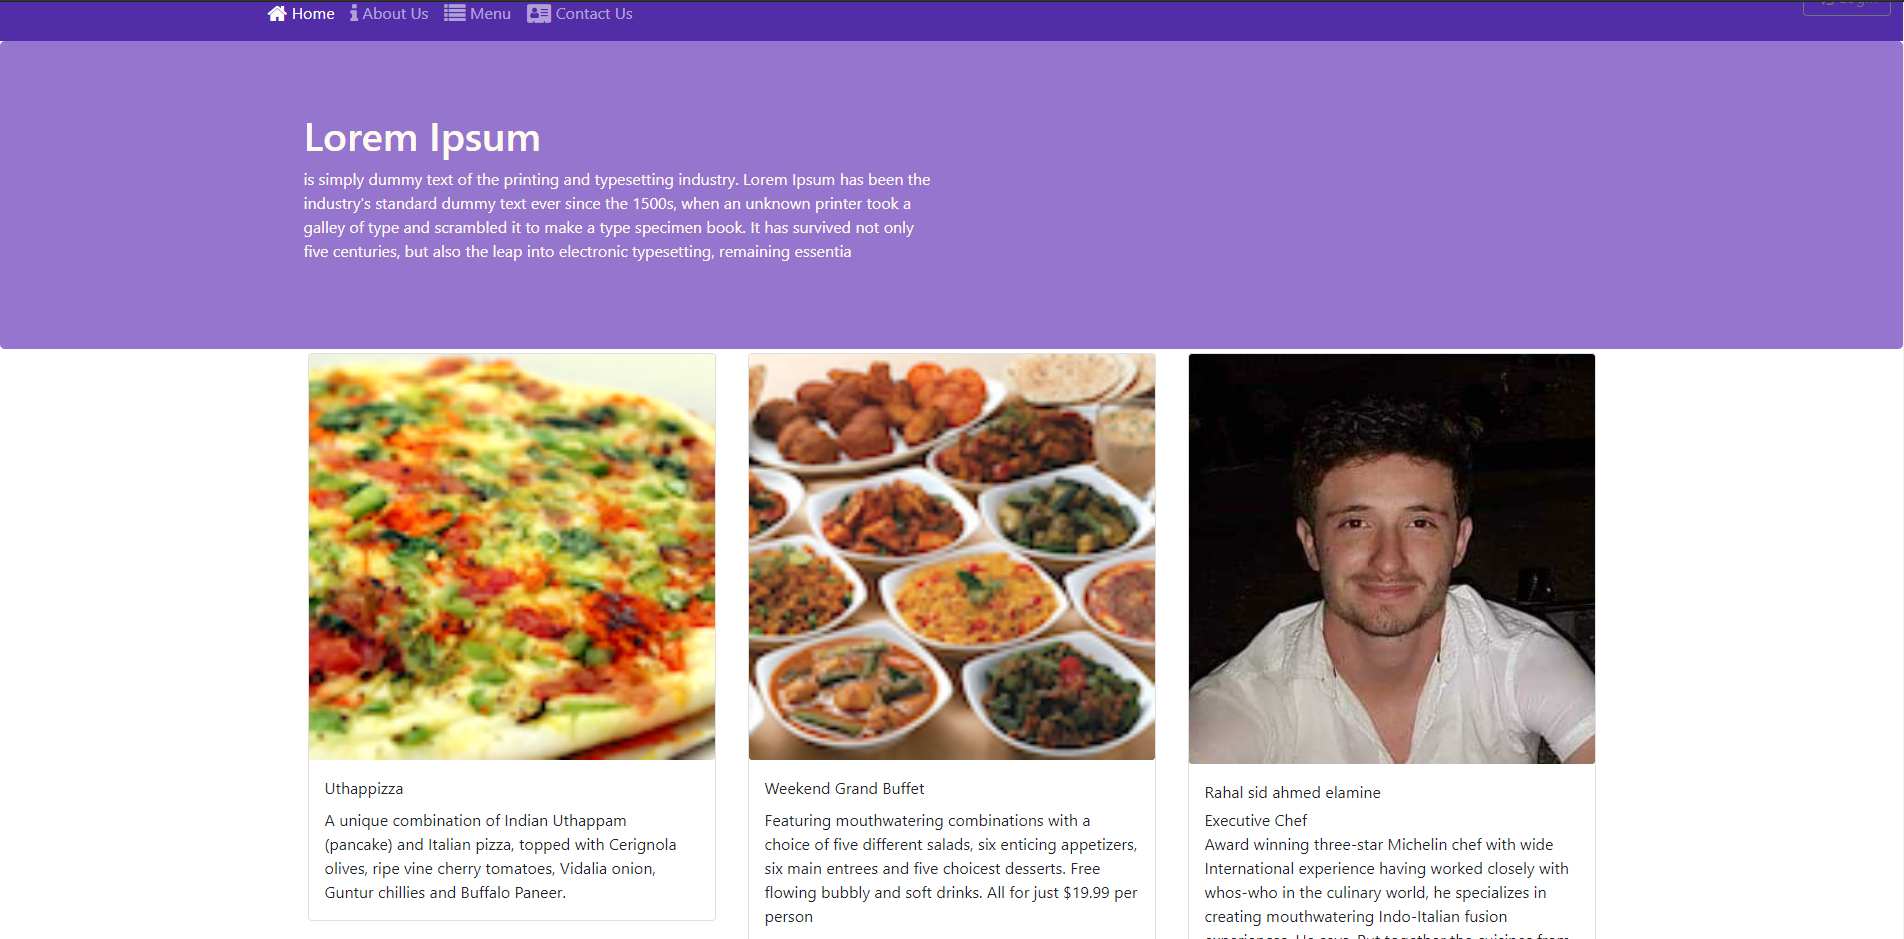 Home About Us Menu Contact Us
Lorem Ipsum
is simply dummy text of the printing and typesetting industry. Lorem Ipsum has been the
industry's standard dummy text ever since the 1500s, when an unknown printer took a
galley of type and scrambled it to make a type specimen book. It has survived not only
five centuries, but also the leap into electronic typesetting, remaining essentia
Uthappizza
A unique combination of Indian Uthappam
(pancake) and Italian pizza, topped with Cerignola
olives, ripe vine cherry tomatoes, Vidalia onion,
Guntur chillies and Buffalo Paneer.
Weekend Grand Buffet
Featuring mouthwatering combinations with a
choice of five different salads, six enticing appetizers,
six main entrees and five choicest desserts. Free
flowing bubbly and soft drinks. All for just $19.99 per
person
Rahal sid ahmed elamine
Executive Chef
Award winning three-star Michelin chef with wide
International experience having worked closely with
whos-who in the culinary world, he specializes in
creating mouthwatering Indo-Italian fusion